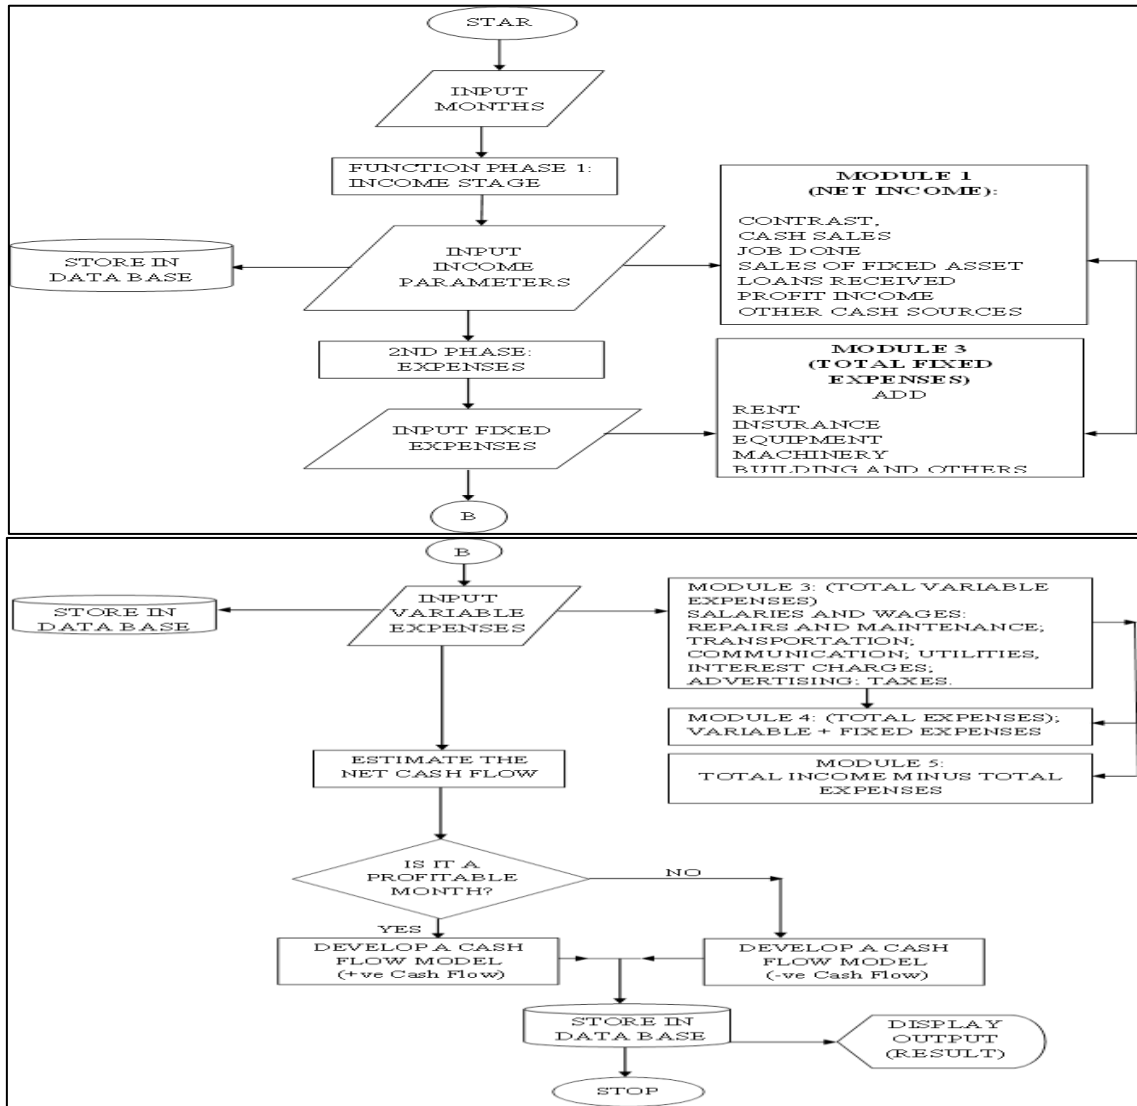 STAR
INPUT
MONTHS
FUNCTION PHASE 1:
INCOME STAGE
MODULE 1
(NET INCOME):
CONTRAST,
CASH SALES
JOB DONE
SALES OF FIXED ASSET
LOANS RECEIVED
PROFIT INCOME
OTHER CASH SOURCES
INPUT
INCOME
PARAMETERS
STORE IN
DATA BASE
2ND PHASE:
EXPENSES
MODULE 3
(TOTAL FIXED
EXPENSES)
ADD
RENT
INSURANCE
EQUIPMENT
MACHINERY
BUILDING AND OTHERS
INPUT FIXED
EXPENSES
B
B
INPUT
VARIABLE
EXPENSES
STORE IN
DATA BASE
MODULE 3: (TOTAL VARIABLE
EXPENSES)
SALARIES AND WAGES:
REPAIRS AND MAINTENANCE;
TRANSPORTATION;
COMMUNICATION; UTILITIES,
INTEREST CHARGES;
ADVERTISING; TAXES.
MODULE 4: (TOTAL EXPENSES);
VARIABLE + FIXED EXPENSES
ESTIMATE THE
NET CASH FLOW
MODULE 5:
TOTAL INCOME MINUS TOTAL
EXPENSES
IS IT A
PROFITABLE
MONTH?
NO
YES
DEVELOP A CASH
FLOW MODEL
(+ve Cash Flow)
DEVELOP A CASH
FLOW MODEL
(-ve Cash Flow)
STORE IN
DATA BASE
DISPLAY
OUTPUT
(RESULT)
STOP